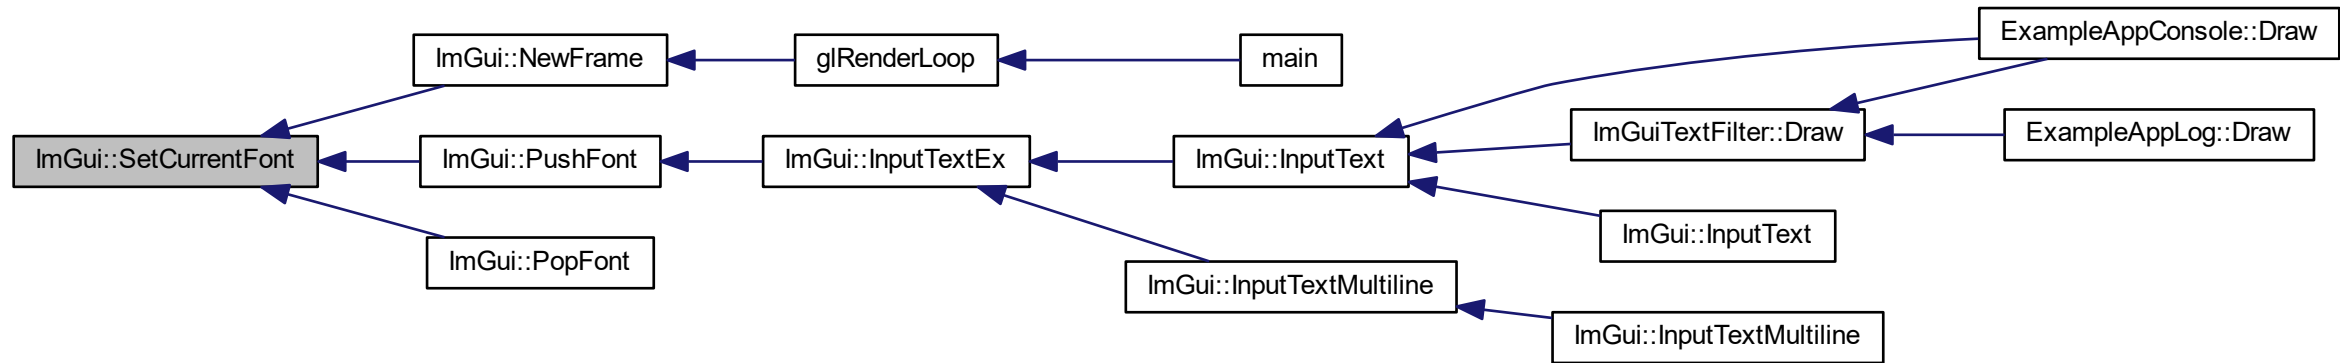 ExampleAppConsole::Draw
ImGui::NewFrame
glRenderLoop
main
ImGuiTextFilter::Draw
ExampleAppLog::Draw
ImGui::SetCurrentFont
ImGui::PushFont
ImGui::InputTextEx
ImGui::InputText
ImGui::InputText
ImGui::PopFont
ImGui::InputTextMultiline
ImGui::InputTextMultiline